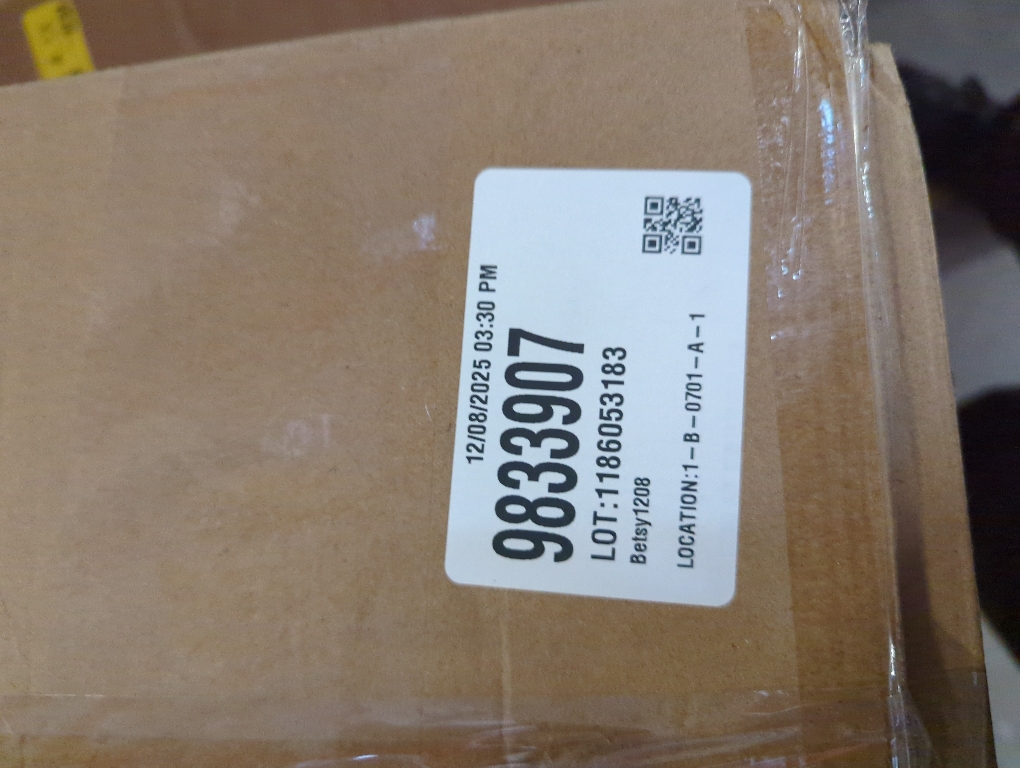 12/08/2025 03:30 PM
9833907
LOT:1186053183
Betsy1208
LOCATION:1-B-0701-A-1